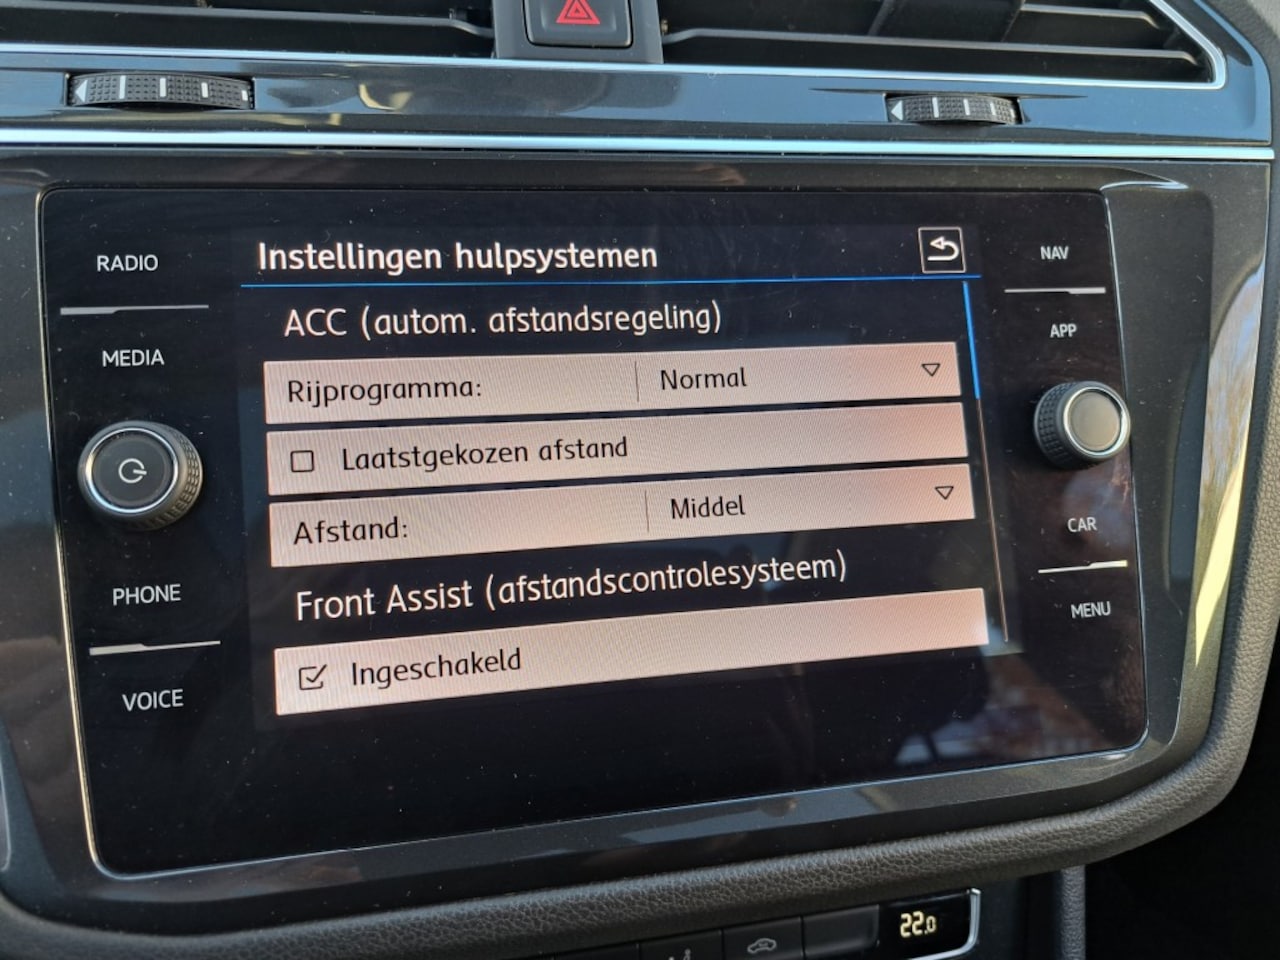 RADIO
MEDIA
PHONE
VOICE
Instellingen hulpsystemen
ACC (autom. afstandsregeling)
Rijprogramma: Normal
Laatstgekozen afstand
Afstand: Middel
Front Assist (afstandscontrolesysteem)
Ingeschakeld
NAV
APP
CAR
MENU
22.0